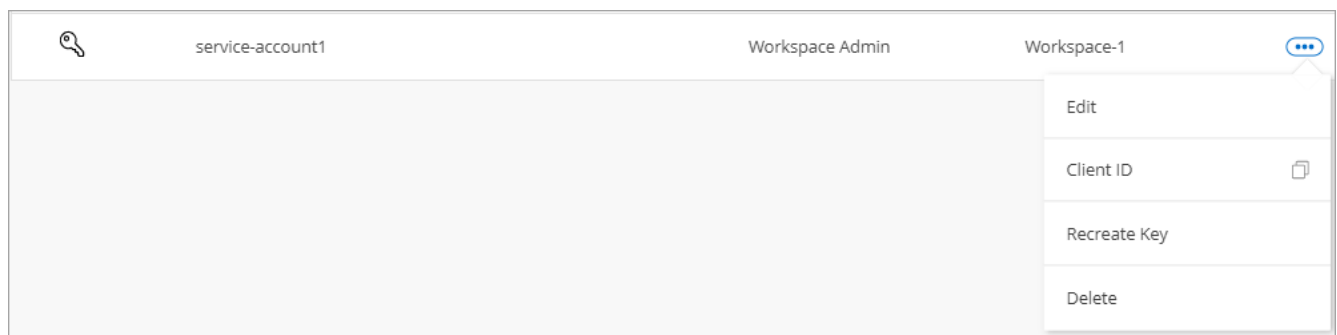 service-account1 Workspace Admin Workspace-1
Edit
Client ID
Recreate Key
Delete